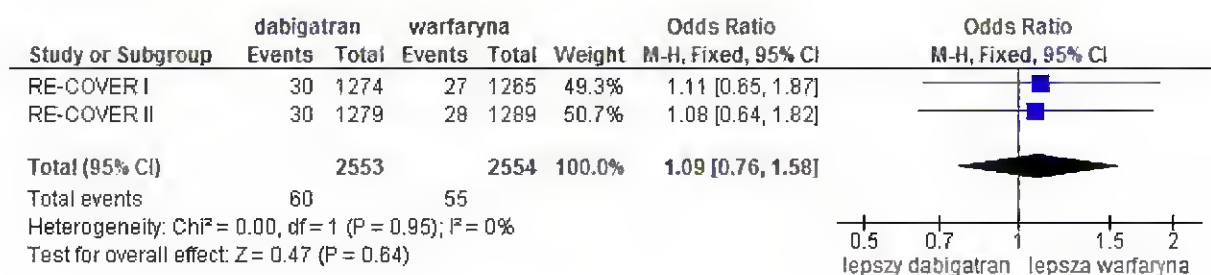 dabigatran warfaryna Odds Ratio Odds Ratio
Study or Subgroup Events Total Events Total Weight M-H, Fixed, 95% CI M-H, Fixed, 95% CI
RE-COVER I 30 1274 27 1265 49.3% 1.11 [0.65, 1.87]
RE-COVER II 30 1279 28 1289 50.7% 1.08 [0.64, 1.82]
Total (95% CI) 2553 2554 100.0% 1.09 [0.76, 1.58]
Total events 60 55
Heterogeneity: Chi² = 0.00, df = 1 (P = 0.95); I² = 0%
Test for overall effect: Z = 0.47 (P = 0.64)
0.5 0.7 1 1.5 2
lepszy dabigatran lepsza warfaryna